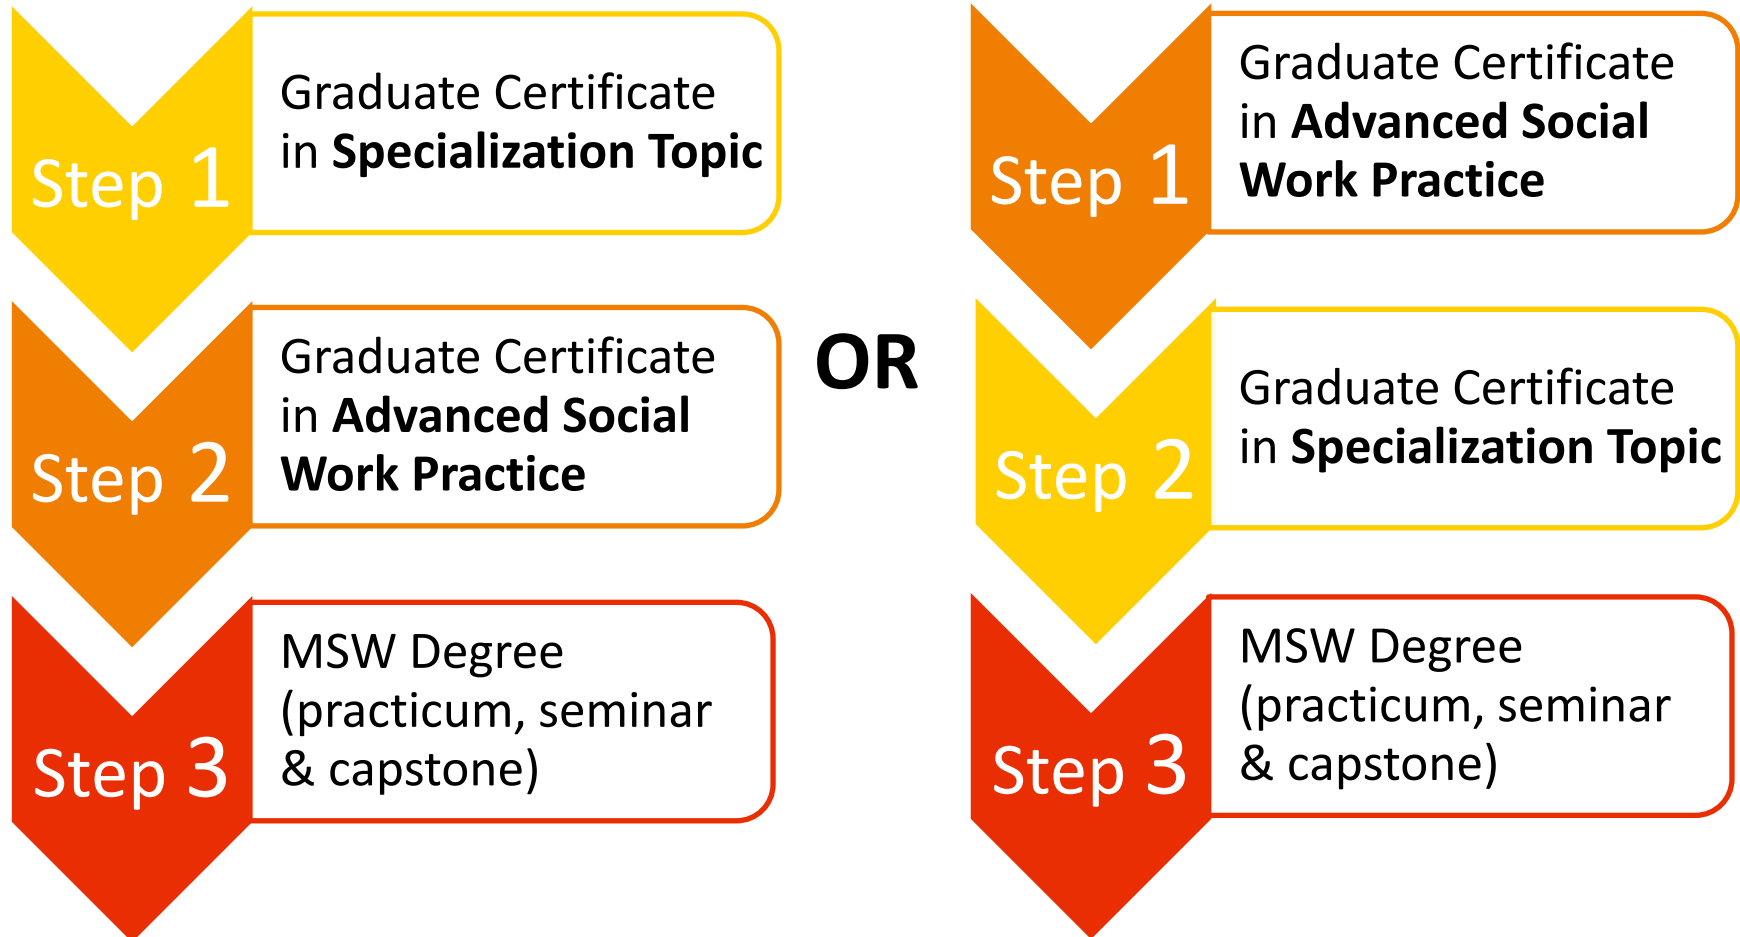 Step 1
Graduate Certificate
in Specialization Topic
Step 2
Graduate Certificate
in Advanced Social
Work Practice
Step 3
MSW Degree
(practicum, seminar
& capstone)
OR
Step 1
Graduate Certificate
in Advanced Social
Work Practice
Step 2
Graduate Certificate
in Specialization Topic
Step 3
MSW Degree
(practicum, seminar
& capstone)